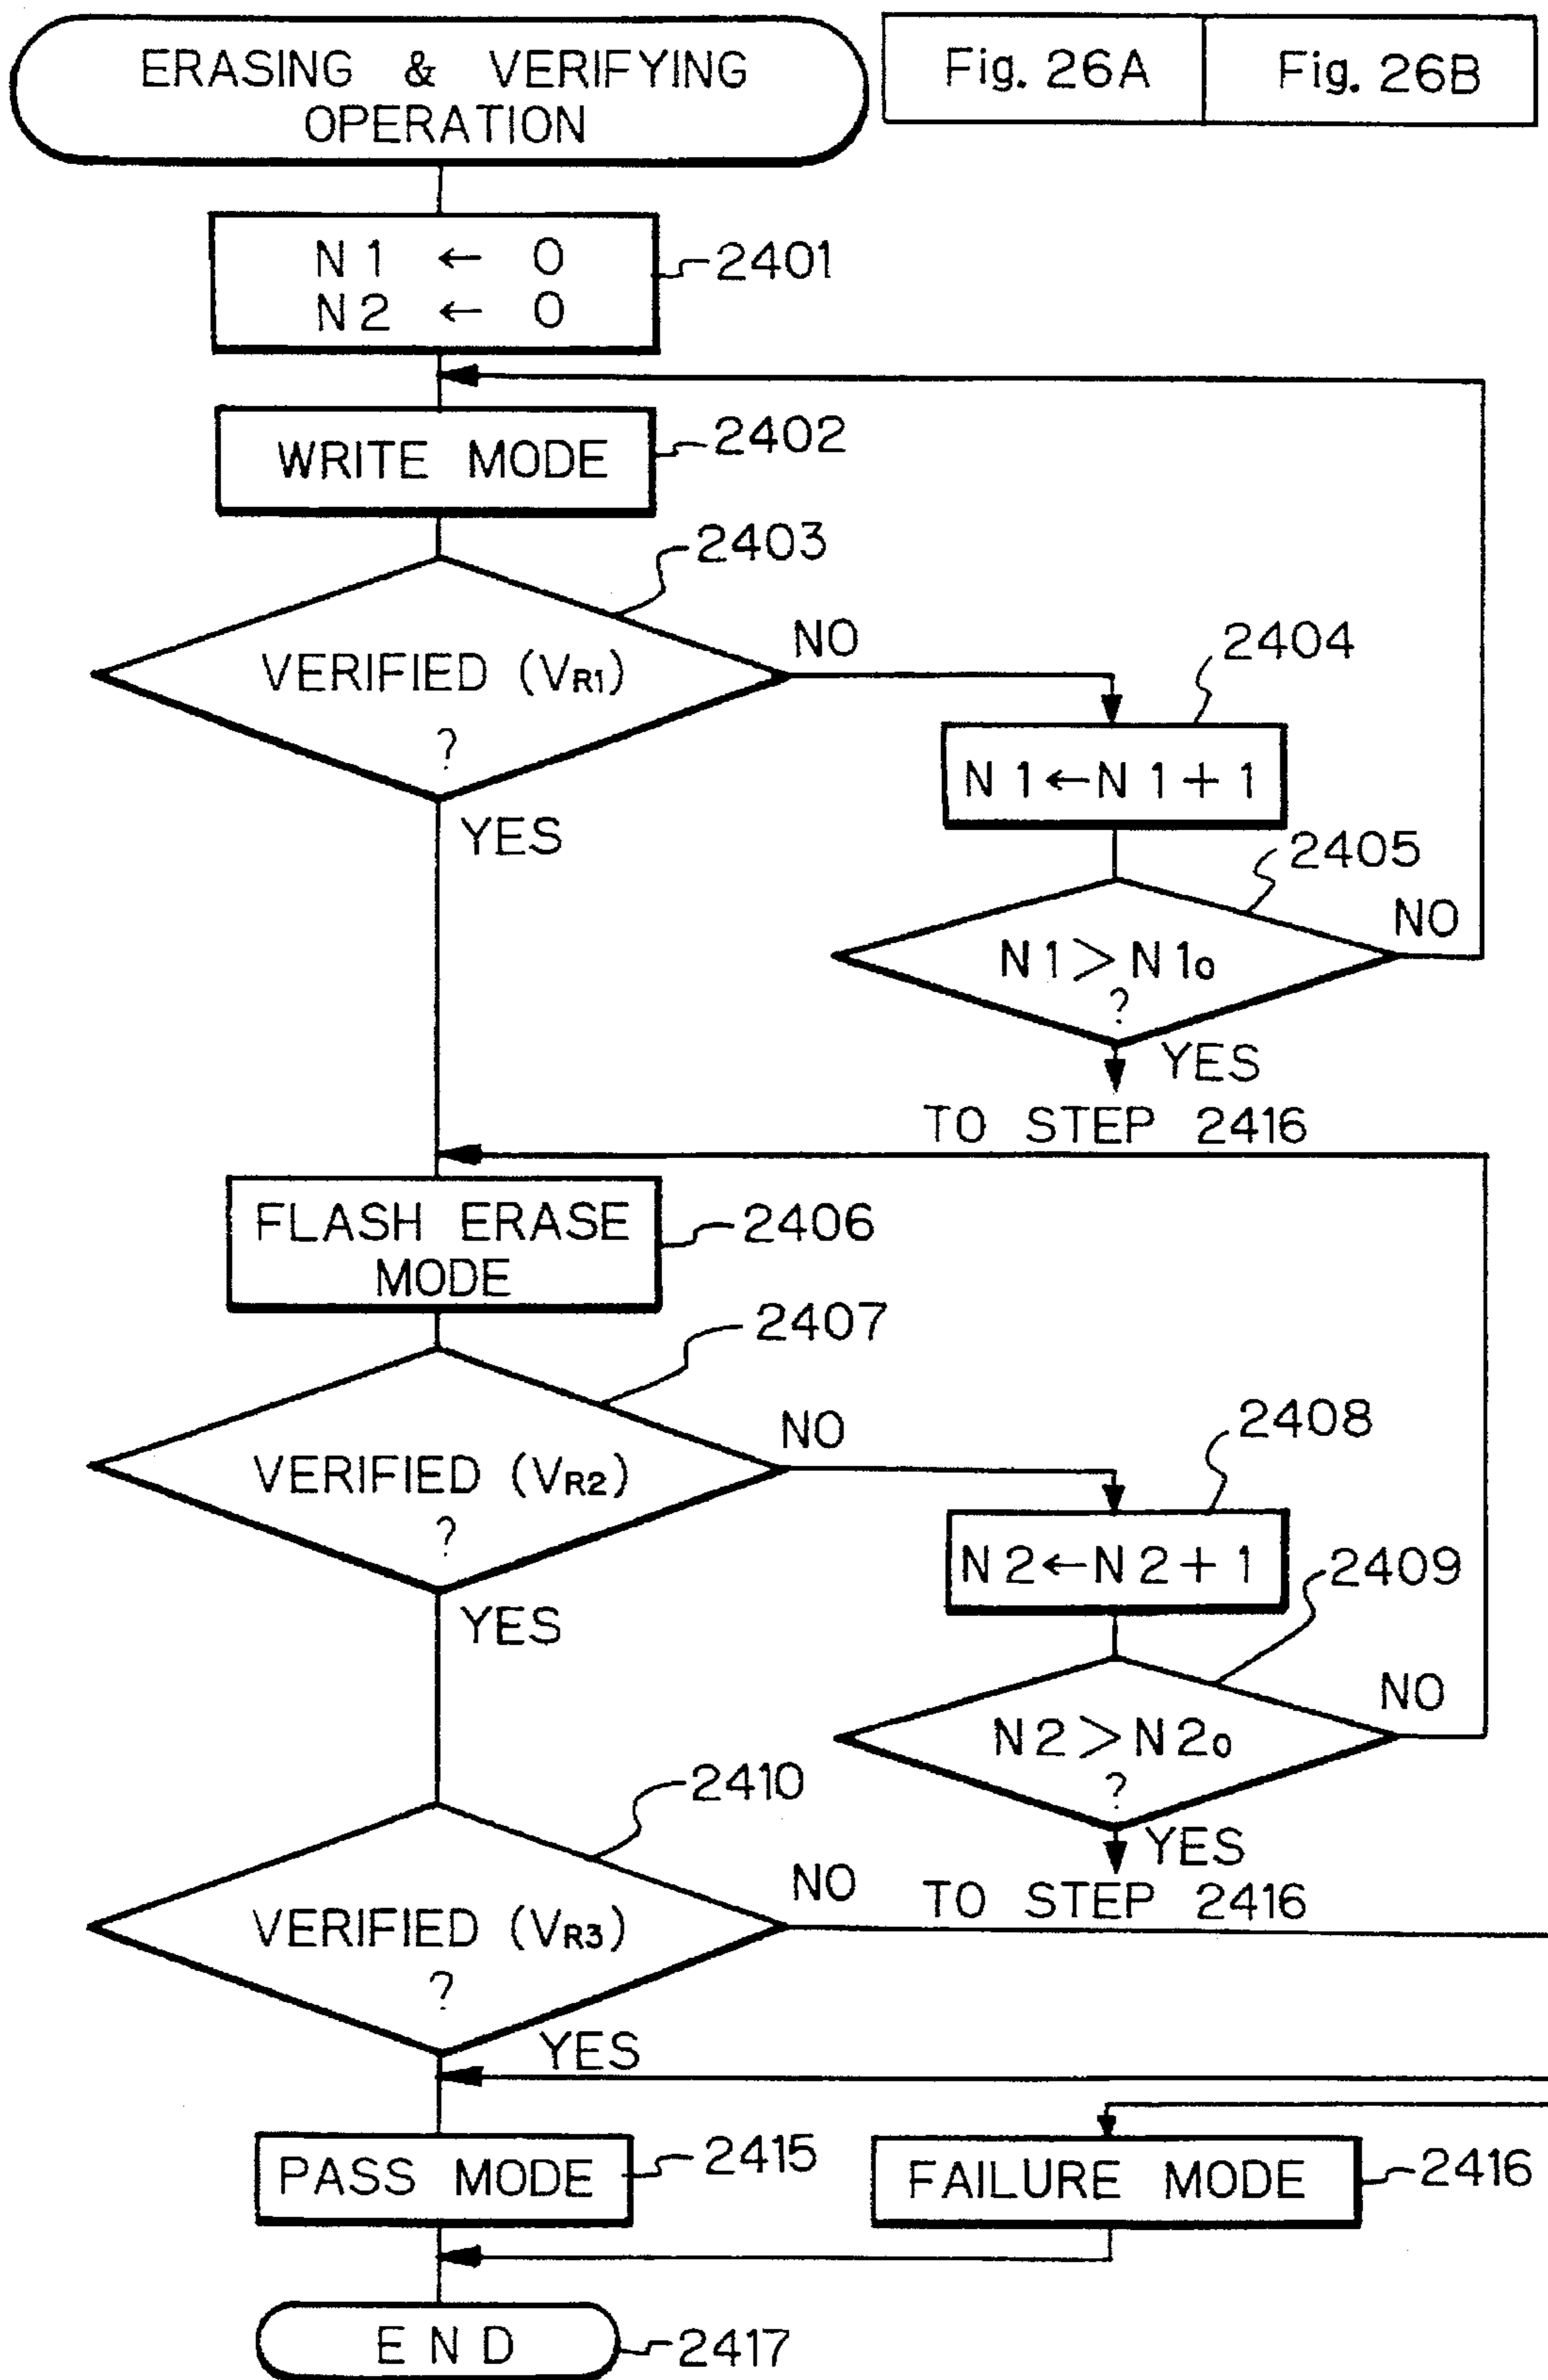 ERASING & VERIFYING
OPERATION
Fig. 26A
Fig. 26B
N1 ← 0
N2 ← 0
2401
WRITE MODE
2402
2403
VERIFIED (VR1)
?
NO
YES
2404
N1←N1+1
2405
N1>N1o
?
NO
YES
TO STEP 2416
FLASH ERASE
MODE
2406
2407
VERIFIED (VR2)
?
NO
YES
2408
N2←N2+1
2409
N2>N2o
?
NO
YES
TO STEP 2416
2410
VERIFIED (VR3)
?
NO
YES
PASS MODE
2415
FAILURE MODE
2416
END
2417